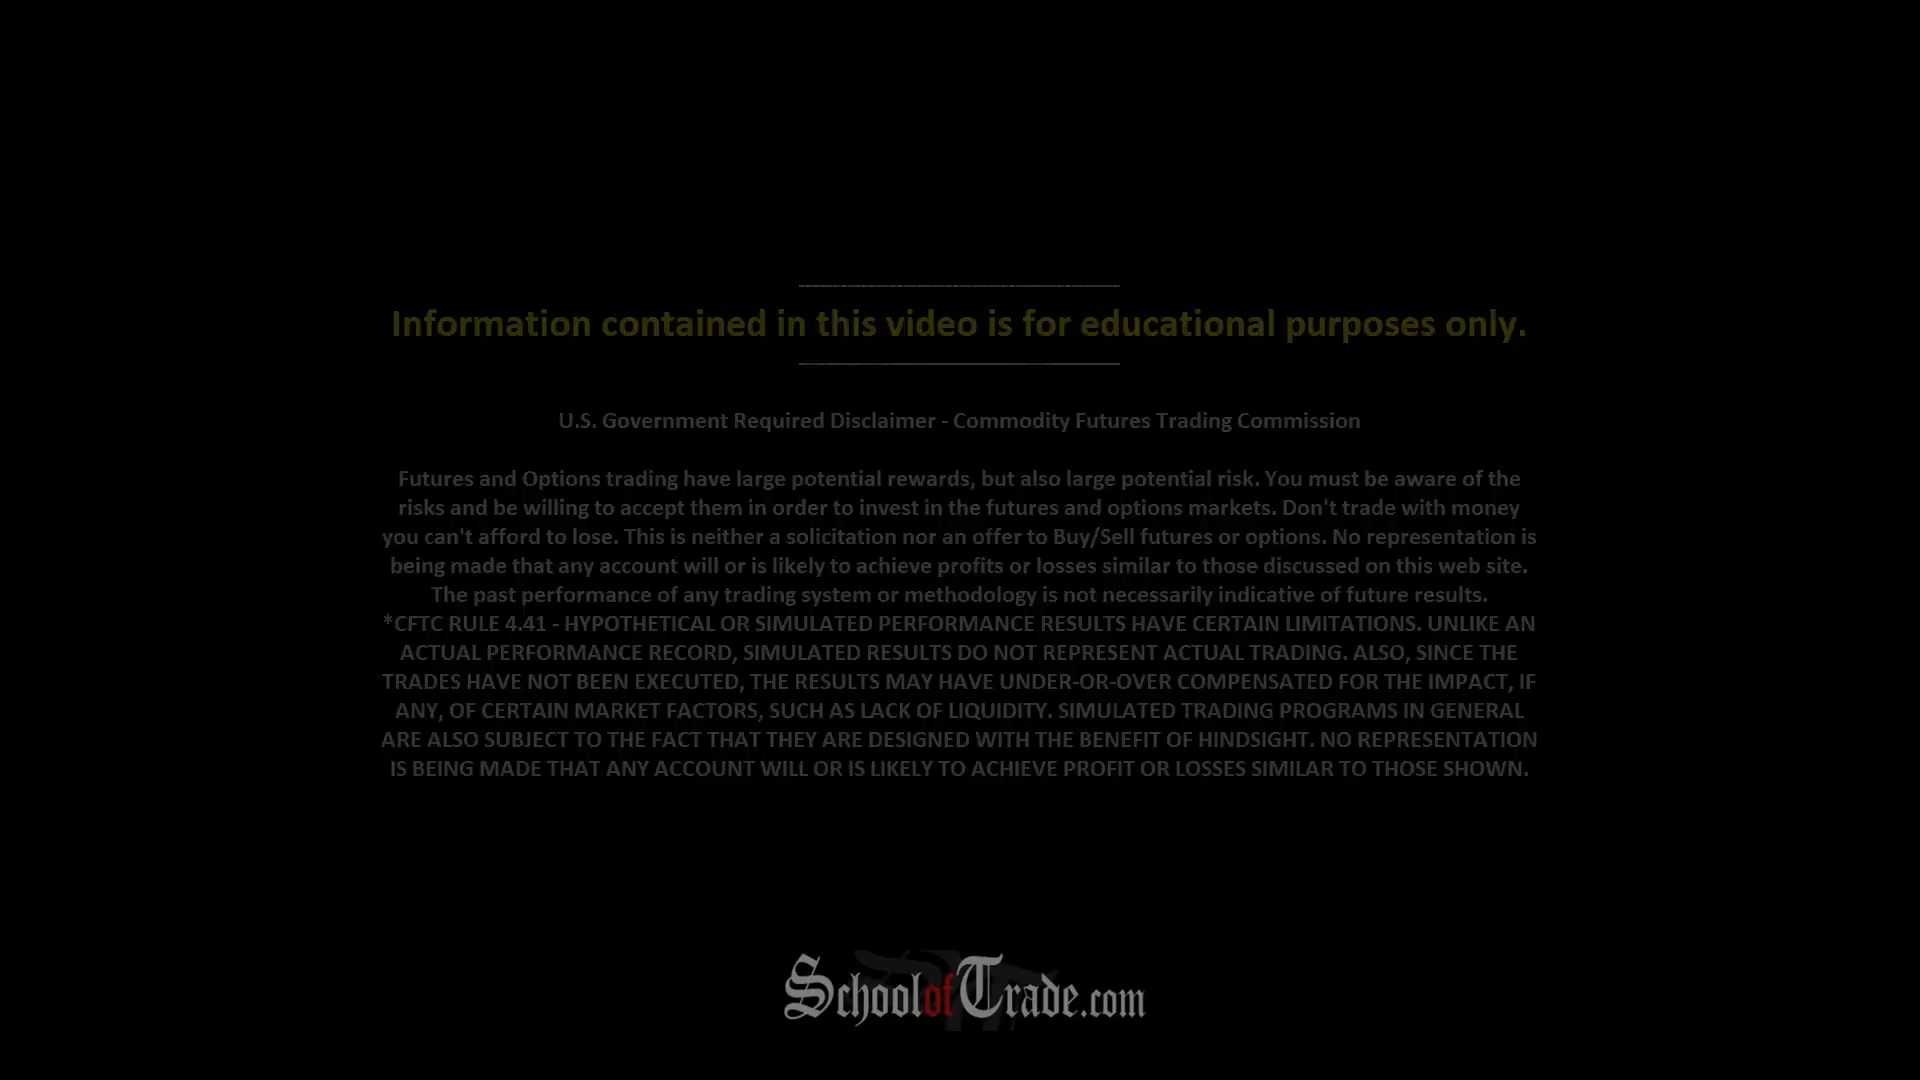 Information contained in this video is for educational purposes only.
U.S. Government Required Disclaimer - Commodity Futures Trading Commission
Futures and Options trading have large potential rewards, but also large potential risk. You must be aware of the
risks and be willing to accept them in order to invest in the futures and options markets. Don't trade with money
you can't afford to lose. This is neither a solicitation nor an offer to Buy/Sell futures or options. No representation is
being made that any account will or is likely to achieve profits or losses similar to those discussed on this web site.
The past performance of any trading system or methodology is not necessarily indicative of future results.
*CFTC RULE 4.41 - HYPOTHETICAL OR SIMULATED PERFORMANCE RESULTS HAVE CERTAIN LIMITATIONS. UNLIKE AN
ACTUAL PERFORMANCE RECORD, SIMULATED RESULTS DO NOT REPRESENT ACTUAL TRADING. ALSO, SINCE THE
TRADES HAVE NOT BEEN EXECUTED, THE RESULTS MAY HAVE UNDER-OR-OVER COMPENSATED FOR THE IMPACT, IF
ANY, OF CERTAIN MARKET FACTORS, SUCH AS LACK OF LIQUIDITY. SIMULATED TRADING PROGRAMS IN GENERAL
ARE ALSO SUBJECT TO THE FACT THAT THEY ARE DESIGNED WITH THE BENEFIT OF HINDSIGHT. NO REPRESENTATION
IS BEING MADE THAT ANY ACCOUNT WILL OR IS LIKELY TO ACHIEVE PROFIT OR LOSSES SIMILAR TO THOSE SHOWN.
SchoolofTrade.com